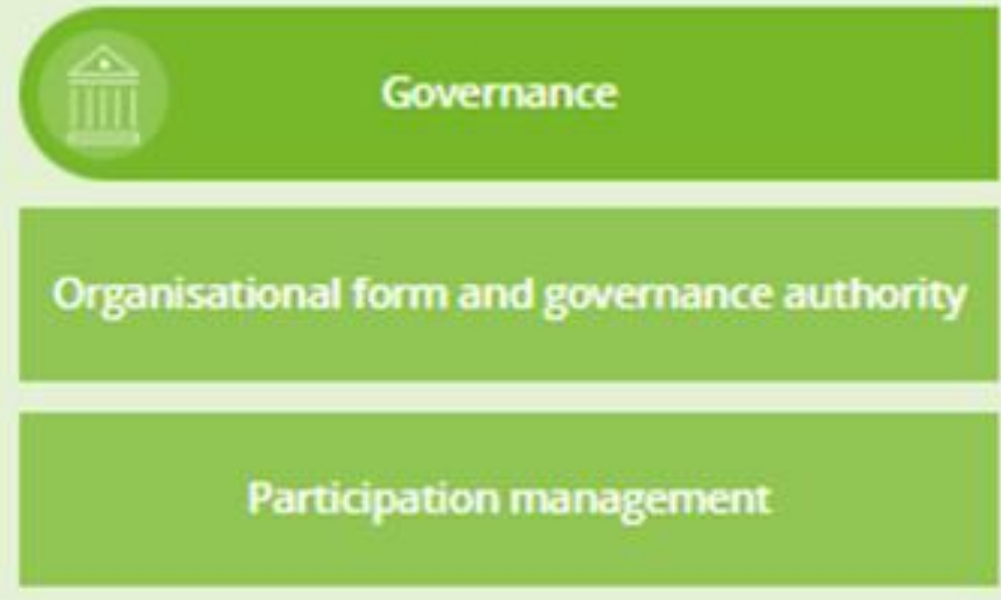 Governance
Organisational form and governance authority
Participation management